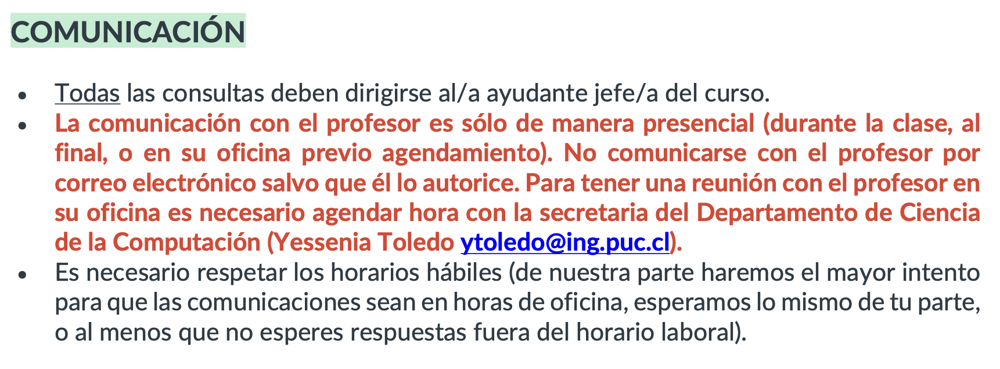 COMUNICACIÓN
• Todas las consultas deben dirigirse al/a ayudante jefe/a del curso.
• La comunicación con el profesor es sólo de manera presencial (durante la clase, al
final, o en su oficina previo agendamiento). No comunicarse con el profesor por
correo electrónico salvo que él lo autorice. Para tener una reunión con el profesor en
su oficina es necesario agendar hora con la secretaria del Departamento de Ciencia
de la Computación (Yessenia Toledo ytoledo@ing.puc.cl).
• Es necesario respetar los horarios hábiles (de nuestra parte haremos el mayor intento
para que las comunicaciones sean en horas de oficina, esperamos lo mismo de tu parte,
o al menos que no esperes respuestas fuera del horario laboral).